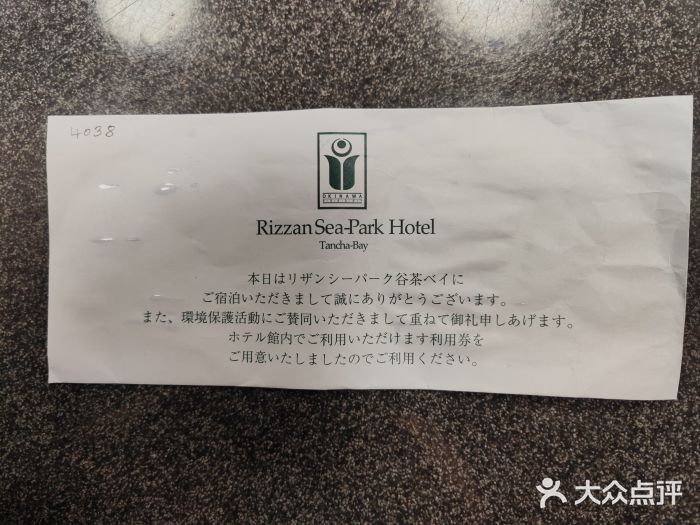 4038
OKINAWA
Rizzan Sea-Park Hotel
Tancha-Bay
本日はリザンシーパーク谷茶ベイに
ご宿泊いただきまして誠にありがとうございます。
また、環境保護活動にご賛同いただきまして重ねて御礼申しあげます。
ホテル館内でご利用いただけます利用券を
ご用意いたしましたのでご利用ください。
大众点评